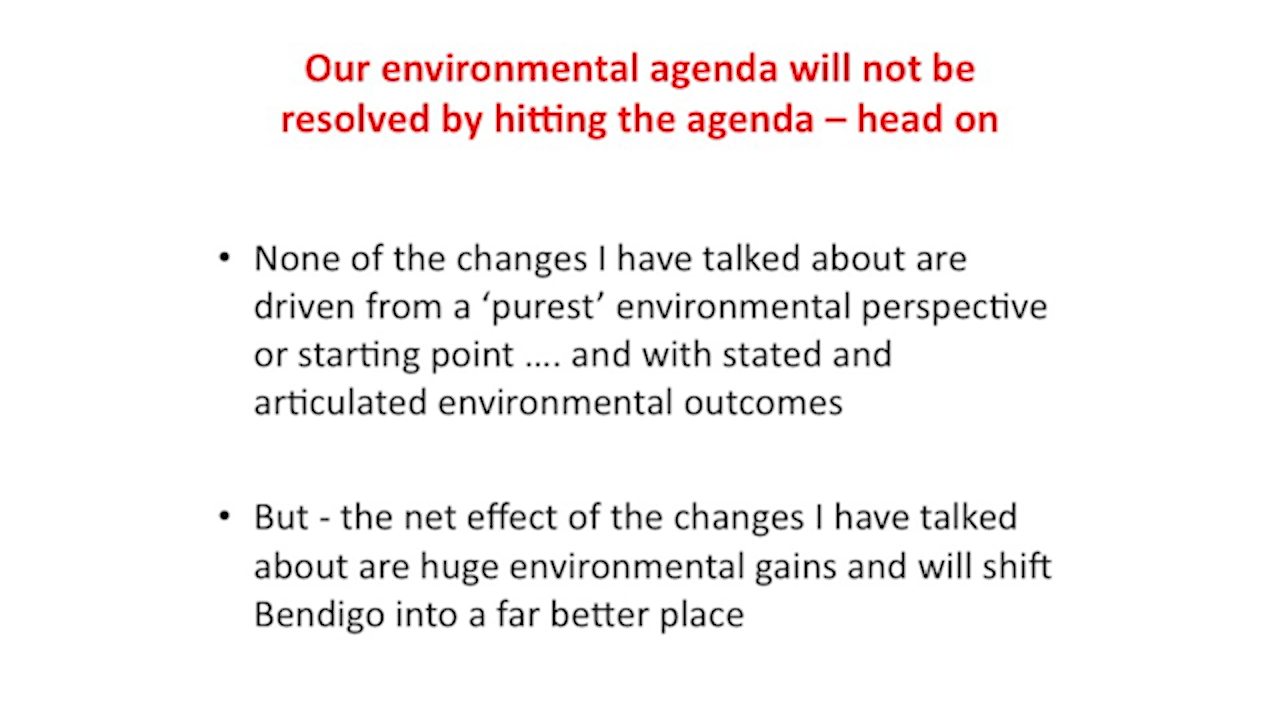 Our environmental agenda will not be
resolved by hitting the agenda – head on
• None of the changes I have talked about are
driven from a ‘purest’ environmental perspective
or starting point .... and with stated and
articulated environmental outcomes
• But - the net effect of the changes I have talked
about are huge environmental gains and will shift
Bendigo into a far better place